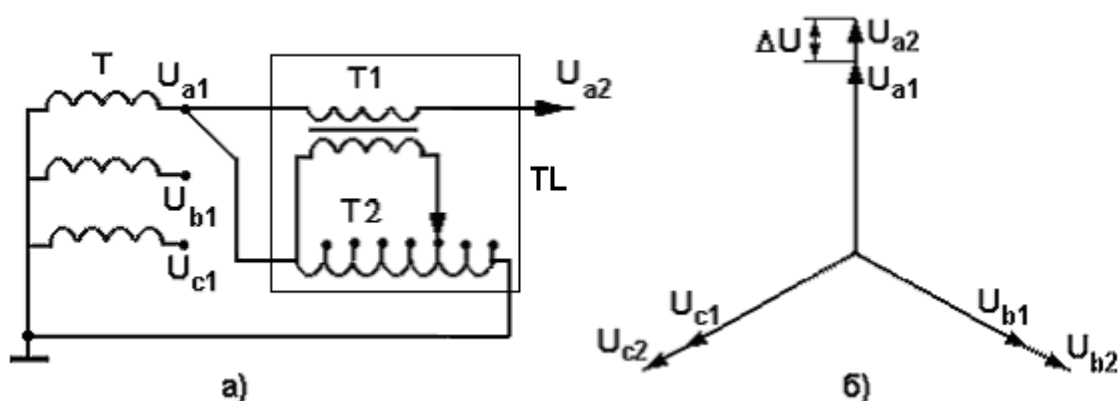 T
U a1
T1
U a2
T2
TL
U b1
U c1
а)
ΔU
U a2
U a1
U c1
U b1
U c2
U b2
б)